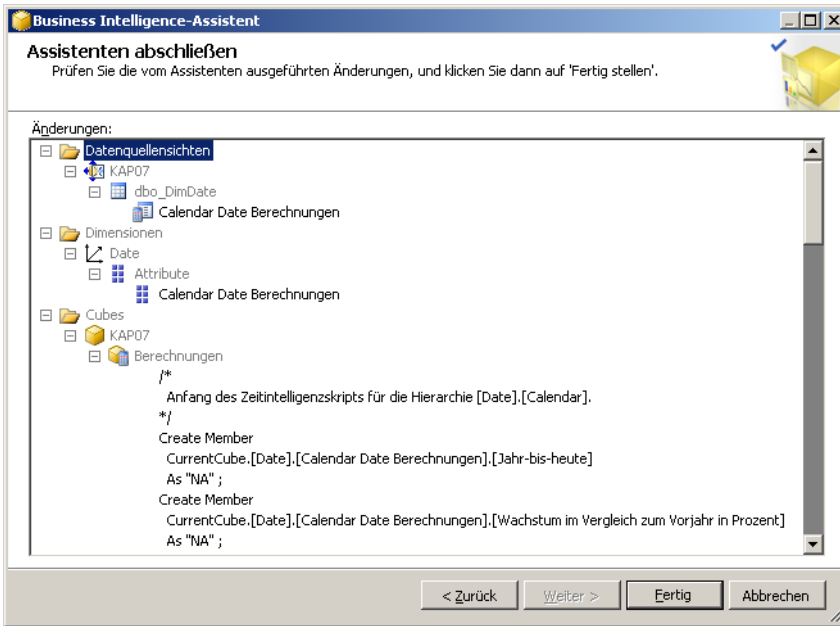 Business Intelligence-Assistent
Assistenten abschließen
Prüfen Sie die vom Assistenten ausgeführten Änderungen, und klicken Sie dann auf 'Fertig stellen'.
Änderungen:
Datenquellensichten
KAP07
dbo_DimDate
Calendar Date Berechnungen
Dimensionen
Date
Attribute
Calendar Date Berechnungen
Cubes
KAP07
Berechnungen
/*
Anfang des Zeitintelligenzskripts für die Hierarchie [Date].[Calendar].
*/
Create Member
CurrentCube.[Date].[Calendar Date Berechnungen].[Jahr-bis-heute]
As "NA" ;
Create Member
CurrentCube.[Date].[Calendar Date Berechnungen].[Wachstum im Vergleich zum Vorjahr in Prozent]
As "NA" ;
< Zurück Weiter > Fertig Abbrechen